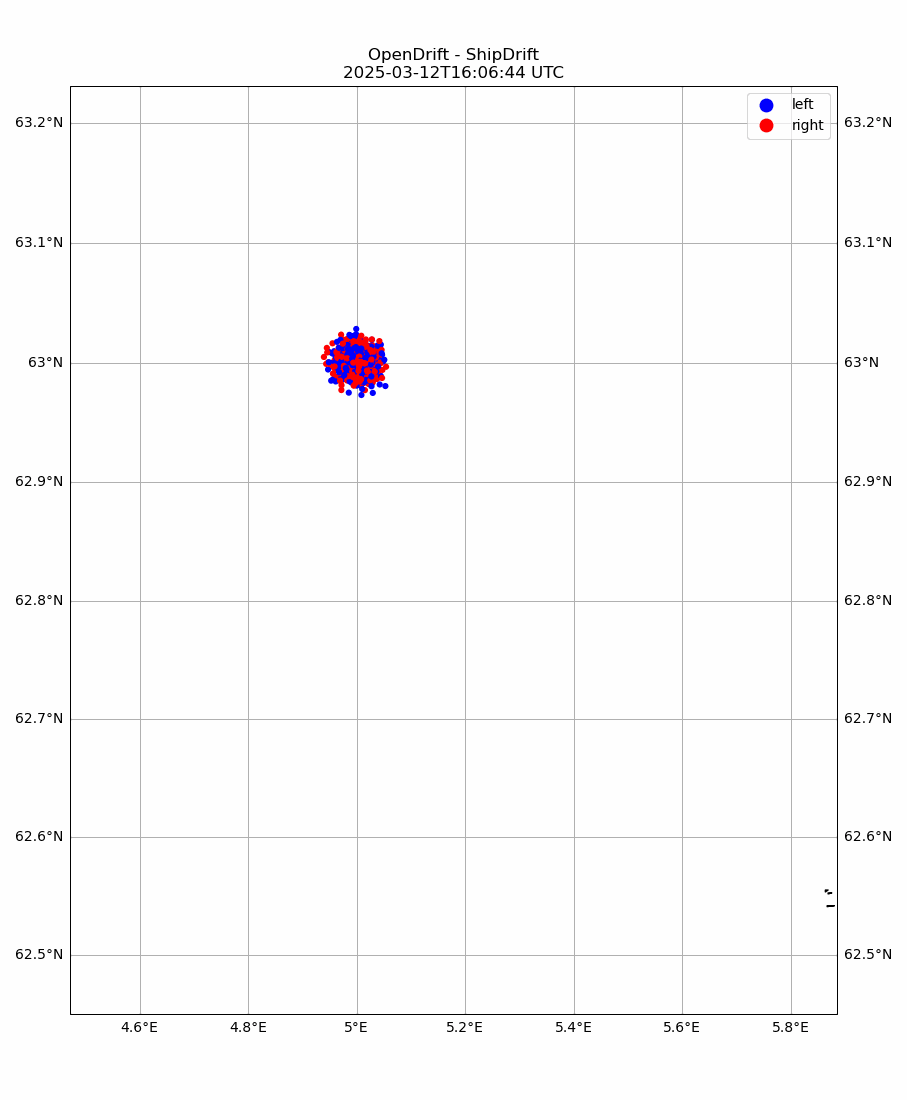 OpenDrift - ShipDrift
2025-03-12T16:06:44 UTC
left
right
63.2°N 63.2°N
63.1°N 63.1°N
63°N 63°N
62.9°N 62.9°N
62.8°N 62.8°N
62.7°N 62.7°N
62.6°N 62.6°N
62.5°N 62.5°N
4.6°E 4.8°E 5°E 5.2°E 5.4°E 5.6°E 5.8°E